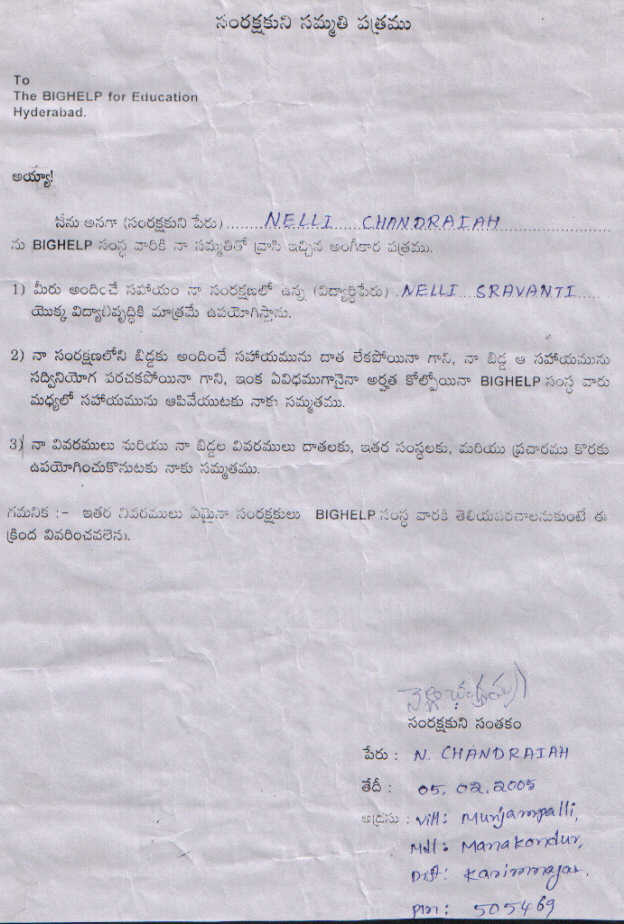 సంరక్షకుని సమ్మతి పత్రము
To
The BIGHELP for Education
Hyderabad.
అయ్యా!
నేను అనగా (సంరక్షకుని పేరు)........NELLI.....CHANDRAIAH........................
ను BIGHELP సంస్థ వారికి నా సమ్మతితో వ్రాసి ఇచ్చిన అంగీకార పత్రము.
1) మీరు అందించే సహాయం నా సంరక్షణలో ఉన్న (విద్యార్థిపేరు) .NELLI....SRAVANTI.....
యొక్క విద్యాభివృద్ధికి మాత్రమే ఉపయోగిస్తాను.
2) నా సంరక్షణలోని బిడ్డకు అందించే సహాయమును దాత లేకపోయినా గాని, నా బిడ్డ ఆ సహాయమును
సద్వినియోగ పరచకపోయినా గాని, ఇంక ఏవిధముగానైనా అర్హత కోల్పోయినా BIGHELP సంస్థ వారు
మధ్యలో సహాయమును ఆపివేయుటకు నాకు సమ్మతము.
3) నా వివరములు మరియు నా బిడ్డల వివరములు దాతలకు, ఇతర సంస్థలకు, మరియు ప్రచారము కొరకు
ఉపయోగించుకొనుటకు నాకు సమ్మతము.
గమనిక :- ఇతర వివరములు ఏమైనా సంరక్షకులు BIGHELP సంస్థ వారికి తెలియపరచాలనుకుంటే ఈ
క్రింద వివరించవలెను.
నెల్లి చంద్రయ్య
సంరక్షకుని సంతకం
పేరు : N. CHANDRAIAH
తేదీ : 05.02.2005
అడ్రసు : Vill: Munjampalli,
Mdl: Manakondur,
Dist: Karimnagar.
Pin: 505469